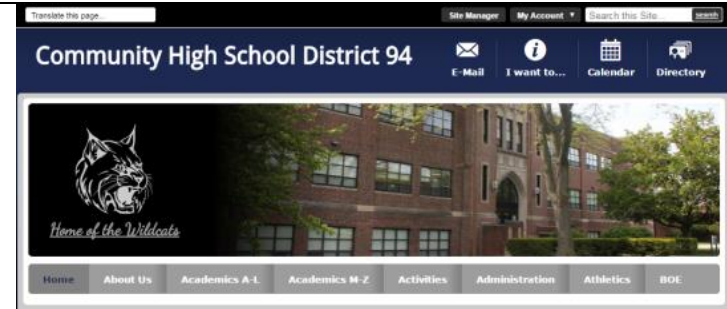 Translate this page...
Site Manager
My Account
Search this Site...
search
Community High School District 94
E-Mail
I want to...
Calendar
Directory
Home of the Wildcats
Home
About Us
Academics A-L
Academics M-Z
Activities
Administration
Athletics
BOE